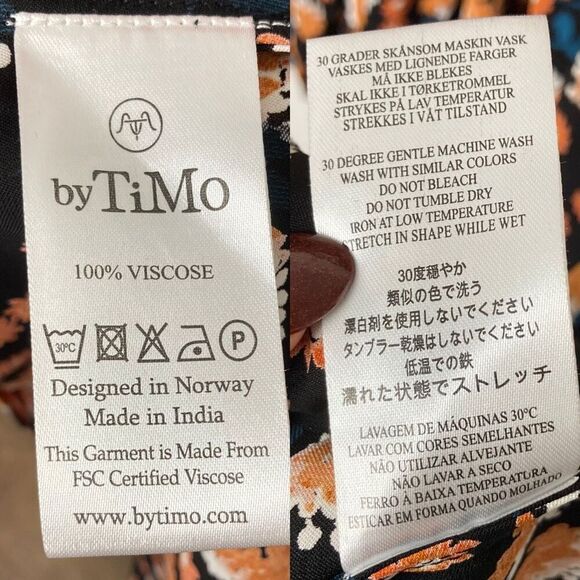 by TiMo
100% VISCOSE
30°C
P
Designed in Norway
Made in India
This Garment is Made From
FSC Certified Viscose
www.bytimo.com
30 GRADER SKÅNSOM MASKIN VASK
VASKES MED LIGNENDE FARGER
MÅ IKKE BLEKES
SKAL IKKE I TØRKETROMMEL
STRYKES PÅ LAV TEMPERATUR
STREKKES I VÅT TILSTAND
30 DEGREE GENTLE MACHINE WASH
WASH WITH SIMILAR COLORS
DO NOT BLEACH
DO NOT TUMBLE DRY
IRON AT LOW TEMPERATURE
STRETCH IN SHAPE WHILE WET
30度穏やか
類似の色で洗う
漂白剤を使用しないでください
タンブラー乾燥はしないでください
低温での鉄
濡れた状態でストレッチ
LAVAGEM DE MÁQUINAS 30°C
LAVAR COM CORES SEMELHANTES
NÃO UTILIZAR ALVEJANTE
NÃO LAVAR A SECO
FERRO À BAIXA TEMPERATURA
ESTICAR EM FORMA QUANDO MOLHADO